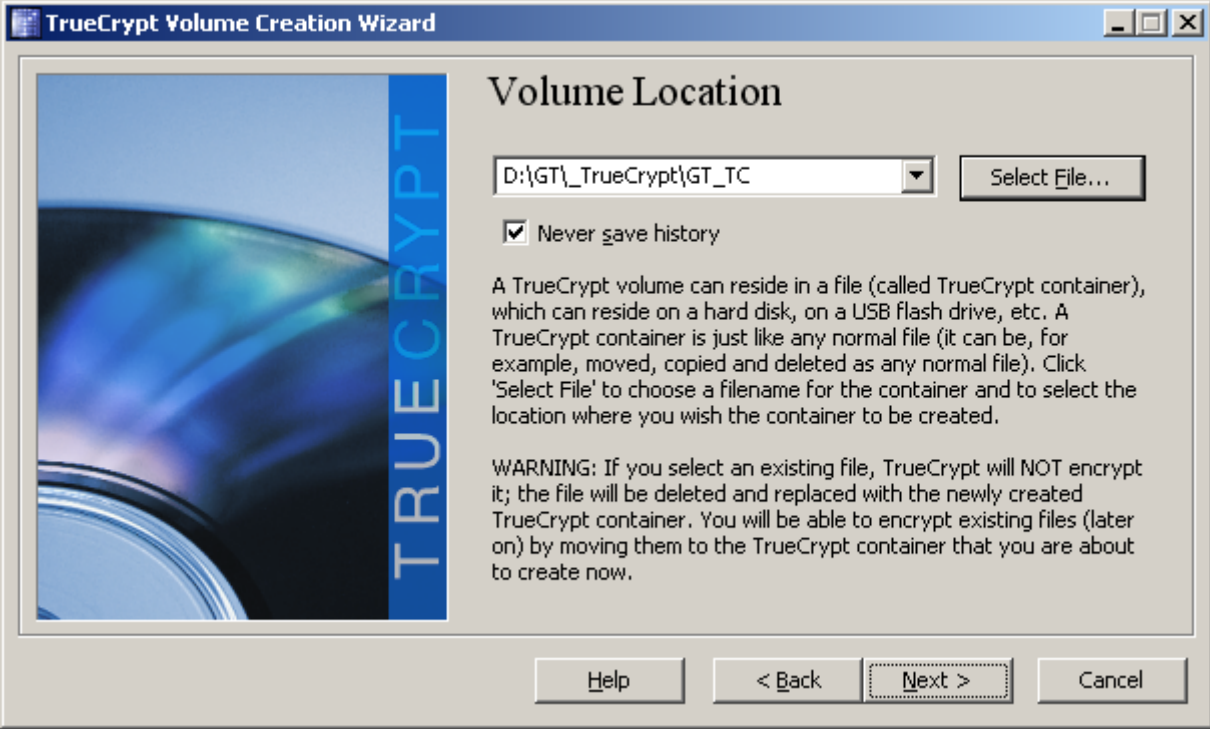 TrueCrypt Volume Creation Wizard
TRUECRYPT
Volume Location
D:\GT\_TrueCrypt\GT_TC
Select File...
Never save history
A TrueCrypt volume can reside in a file (called TrueCrypt container),
which can reside on a hard disk, on a USB flash drive, etc. A
TrueCrypt container is just like any normal file (it can be, for
example, moved, copied and deleted as any normal file). Click
'Select File' to choose a filename for the container and to select the
location where you wish the container to be created.
WARNING: If you select an existing file, TrueCrypt will NOT encrypt
it; the file will be deleted and replaced with the newly created
TrueCrypt container. You will be able to encrypt existing files (later
on) by moving them to the TrueCrypt container that you are about
to create now.
Help
< Back
Next >
Cancel